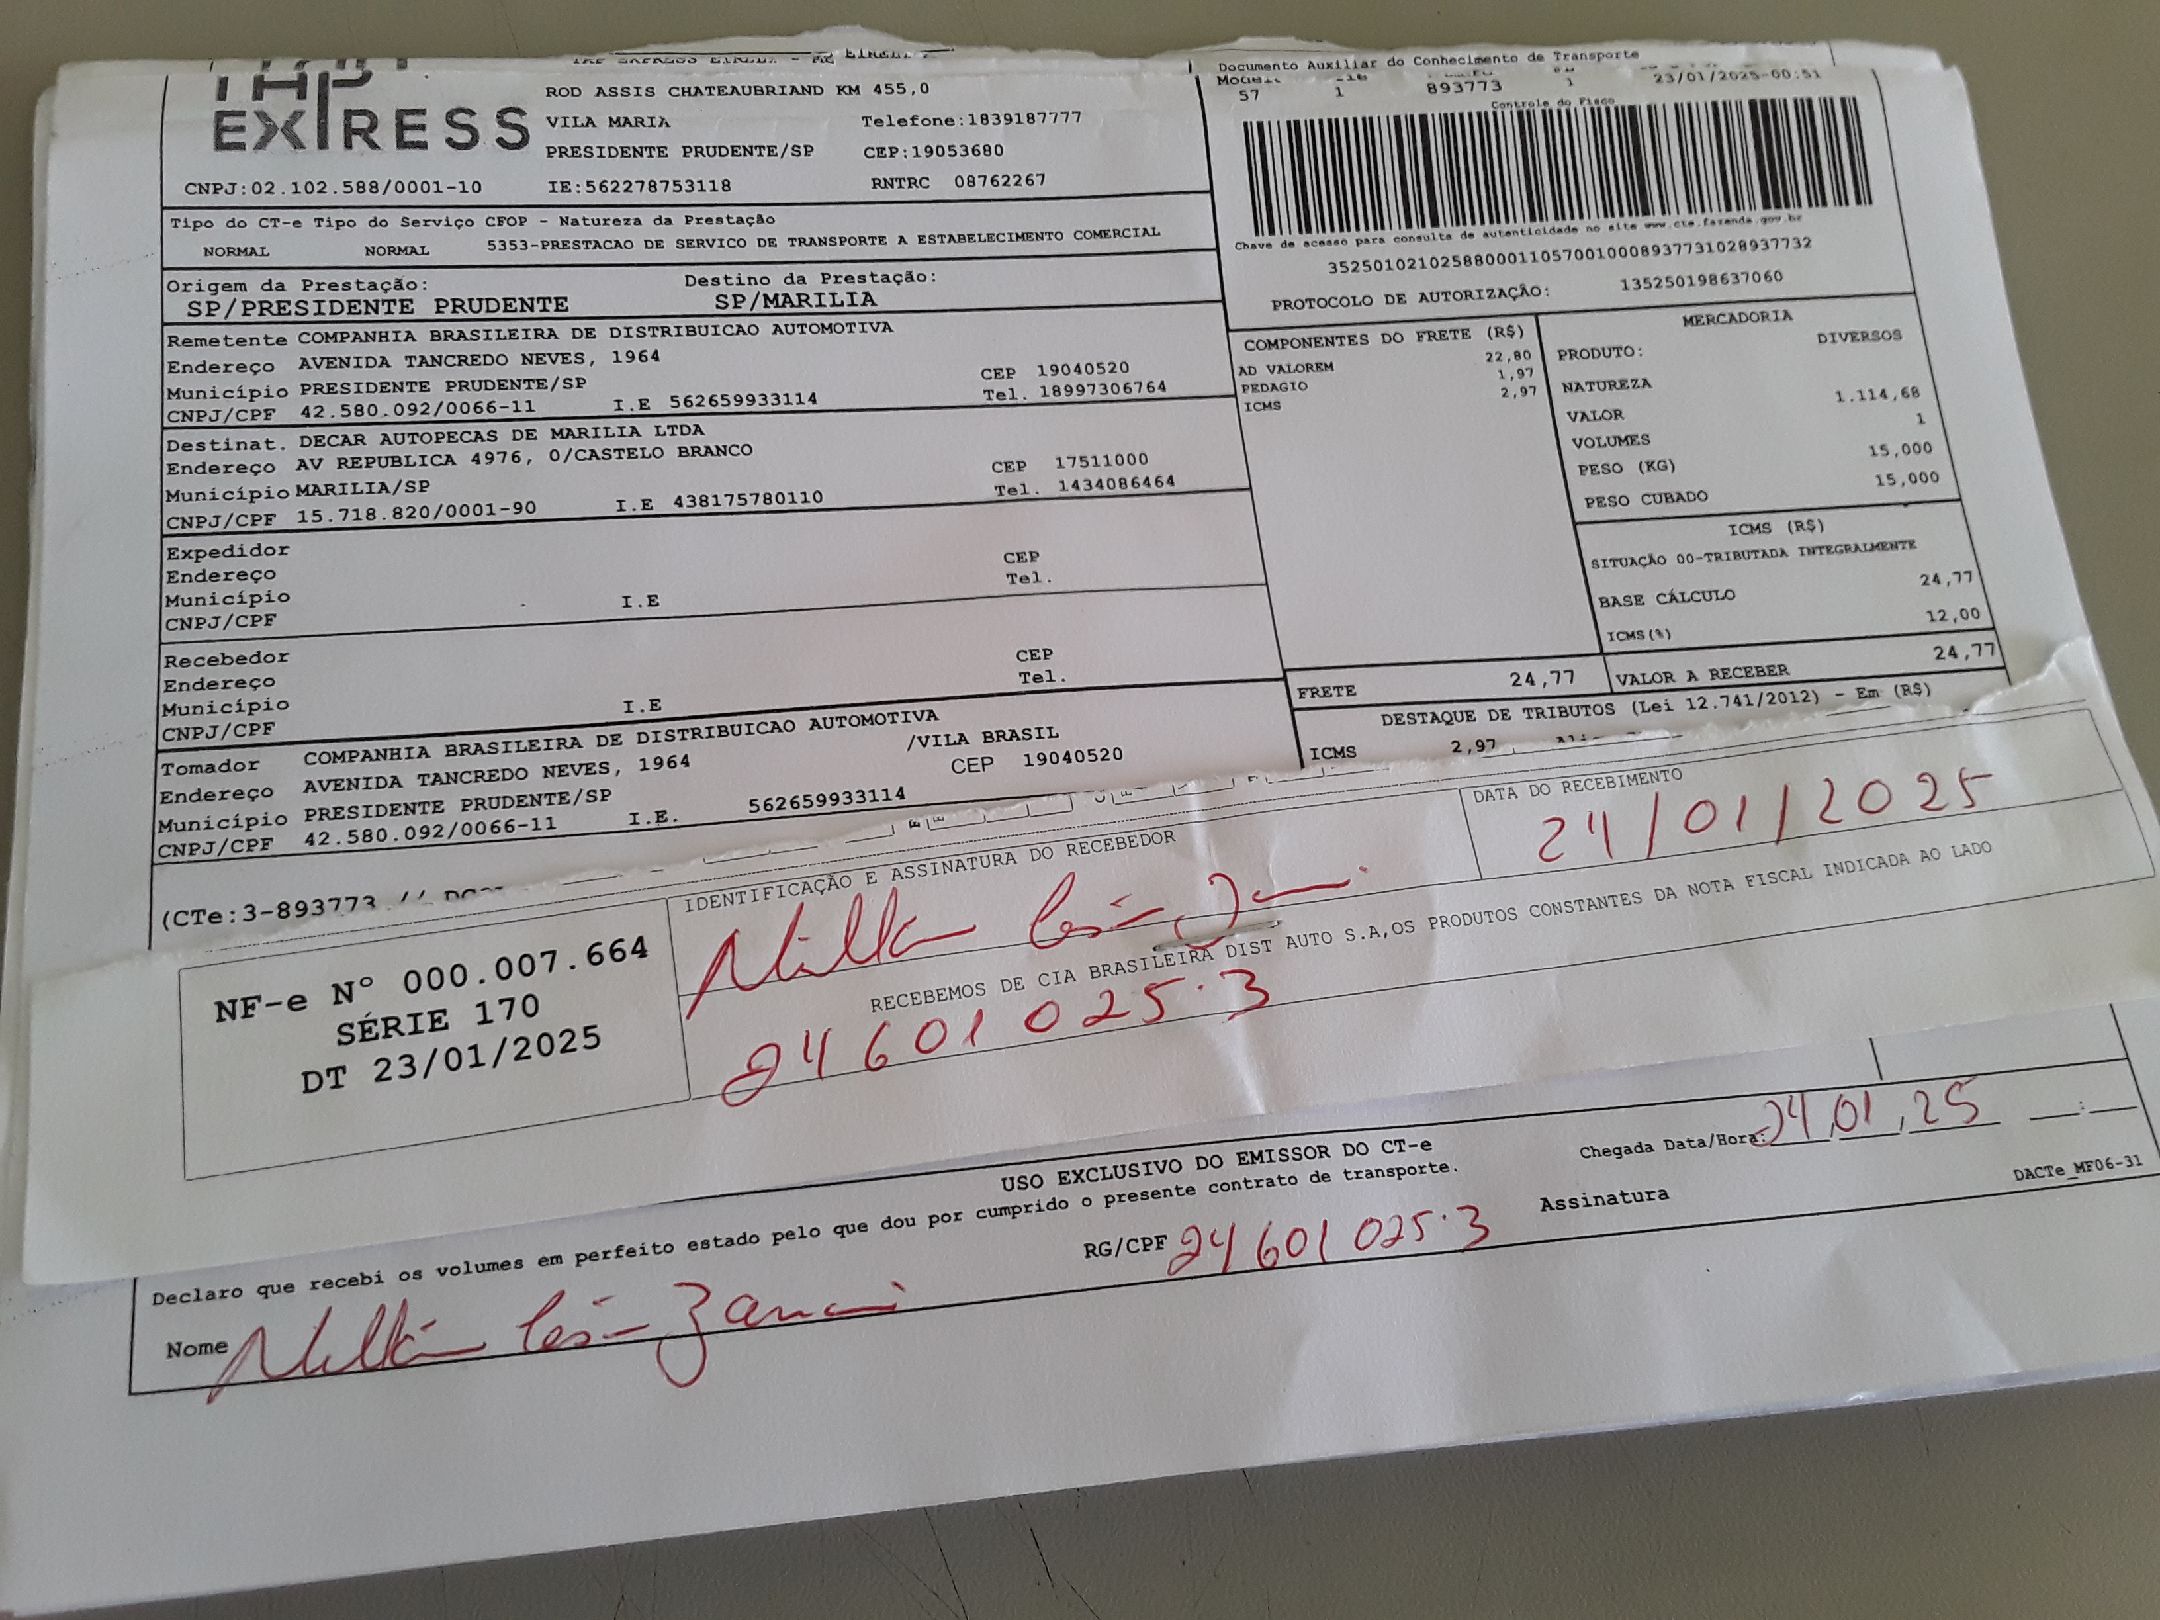 EXPRESS
ROD ASSIS CHATEAUBRIAND KM 455,0
VILA MARIA Telefone:1839187777
PRESIDENTE PRUDENTE/SP CEP:19053680
CNPJ:02.102.588/0001-10 IE:562278753118 RNTRC 08762267
Documento Auxiliar do Conhecimento de Transporte
57 1 893773 1 23/01/2025-00:51
Controle do Fisco
Chave de acesso para consulta de autenticidade no site www.cte.fazenda.gov.br
35250102102588000110570010008937731028937732
PROTOCOLO DE AUTORIZAÇÃO: 135250198637060
Tipo do CT-e Tipo do Serviço CFOP - Natureza da Prestação
NORMAL NORMAL 5353-PRESTACAO DE SERVICO DE TRANSPORTE A ESTABELECIMENTO COMERCIAL
Origem da Prestação: Destino da Prestação:
SP/PRESIDENTE PRUDENTE SP/MARILIA
Remetente COMPANHIA BRASILEIRA DE DISTRIBUICAO AUTOMOTIVA
Endereço AVENIDA TANCREDO NEVES, 1964
Município PRESIDENTE PRUDENTE/SP CEP 19040520
CNPJ/CPF 42.580.092/0066-11 I.E 562659933114 Tel. 18997306764
Destinat. DECAR AUTOPECAS DE MARILIA LTDA
Endereço AV REPUBLICA 4976, 0/CASTELO BRANCO
Município MARILIA/SP CEP 17511000
CNPJ/CPF 15.718.820/0001-90 I.E 438175780110 Tel. 1434086464
Expedidor
Endereço CEP
Município Tel.
CNPJ/CPF I.E
Recebedor
Endereço CEP
Município Tel.
CNPJ/CPF I.E
Tomador COMPANHIA BRASILEIRA DE DISTRIBUICAO AUTOMOTIVA
Endereço AVENIDA TANCREDO NEVES, 1964 /VILA BRASIL
Município PRESIDENTE PRUDENTE/SP CEP 19040520
CNPJ/CPF 42.580.092/0066-11 I.E. 562659933114
COMPONENTES DO FRETE (R$)
AD VALOREM 22,80
PEDAGIO 1,97
ICMS 2,97
MERCADORIA
PRODUTO: DIVERSOS
NATUREZA
VALOR 1.114,68
VOLUMES 1
PESO (KG) 15,000
PESO CUBADO 15,000
ICMS (R$)
SITUAÇÃO 00-TRIBUTADA INTEGRALMENTE
BASE CÁLCULO 24,77
ICMS(%) 12,00
FRETE 24,77 VALOR A RECEBER 24,77
DESTAQUE DE TRIBUTOS (Lei 12.741/2012) - Em (R$)
ICMS 2,97
(CTe:3-893773 //
NF-e Nº 000.007.664
SÉRIE 170
DT 23/01/2025
IDENTIFICAÇÃO E ASSINATURA DO RECEBEDOR
DATA DO RECEBIMENTO
24/01/2025
RECEBEMOS DE CIA BRASILEIRA DIST AUTO S.A,OS PRODUTOS CONSTANTES DA NOTA FISCAL INDICADA AO LADO
24601025.3
USO EXCLUSIVO DO EMISSOR DO CT-e
Declaro que recebi os volumes em perfeito estado pelo que dou por cumprido o presente contrato de transporte.
Chegada Data/Hora: 24 01 25 __:__
Nome
RG/CPF 24601025.3
Assinatura
DACTe_MF06-31